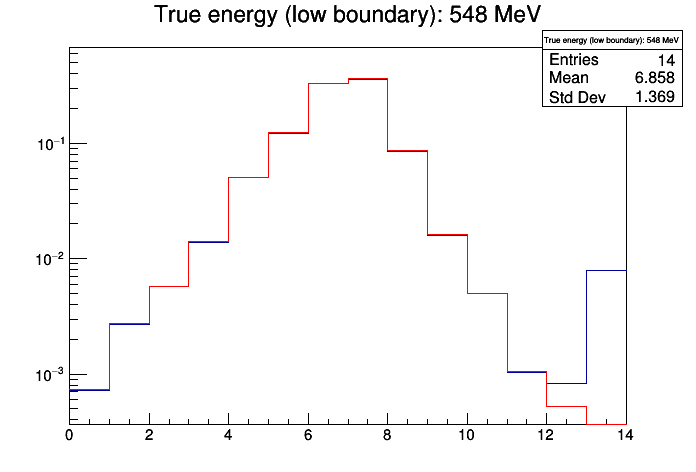 True energy (low boundary): 548 MeV
True energy (low boundary): 548 MeV
Entries 14
Mean 6.858
Std Dev 1.369
10⁻¹
10⁻²
10⁻³
0 2 4 6 8 10 12 14